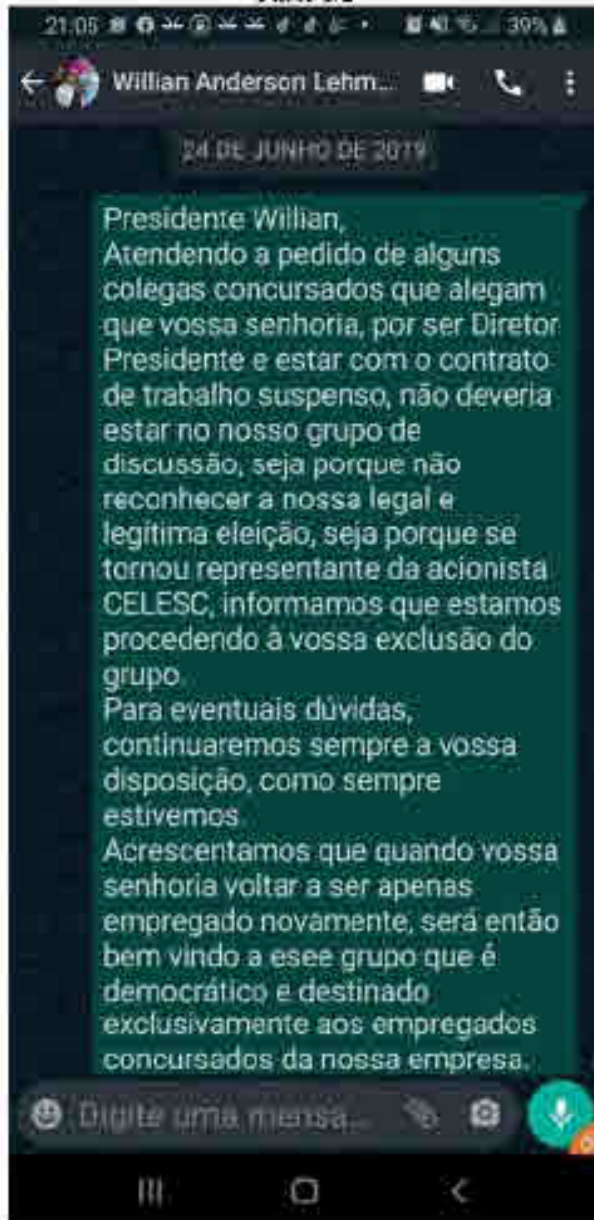 21:05
39%
Willian Anderson Lehm...
24 DE JUNHO DE 2019
Presidente Willian,
Atendendo a pedido de alguns
colegas concursados que alegam
que vossa senhoria, por ser Diretor
Presidente e estar com o contrato
de trabalho suspenso, não deveria
estar no nosso grupo de
discussão, seja porque não
reconhecer a nossa legal e
legítima eleição, seja porque se
tornou representante da acionista
CELESC, informamos que estamos
procedendo à vossa exclusão do
grupo.
Para eventuais dúvidas,
continuaremos sempre a vossa
disposição, como sempre
estivemos.
Acrescentamos que quando vossa
senhoria voltar a ser apenas
empregado novamente, será então
bem vindo a esee grupo que é
democrático e destinado
exclusivamente aos empregados
concursados da nossa empresa.
Digite uma mensa...